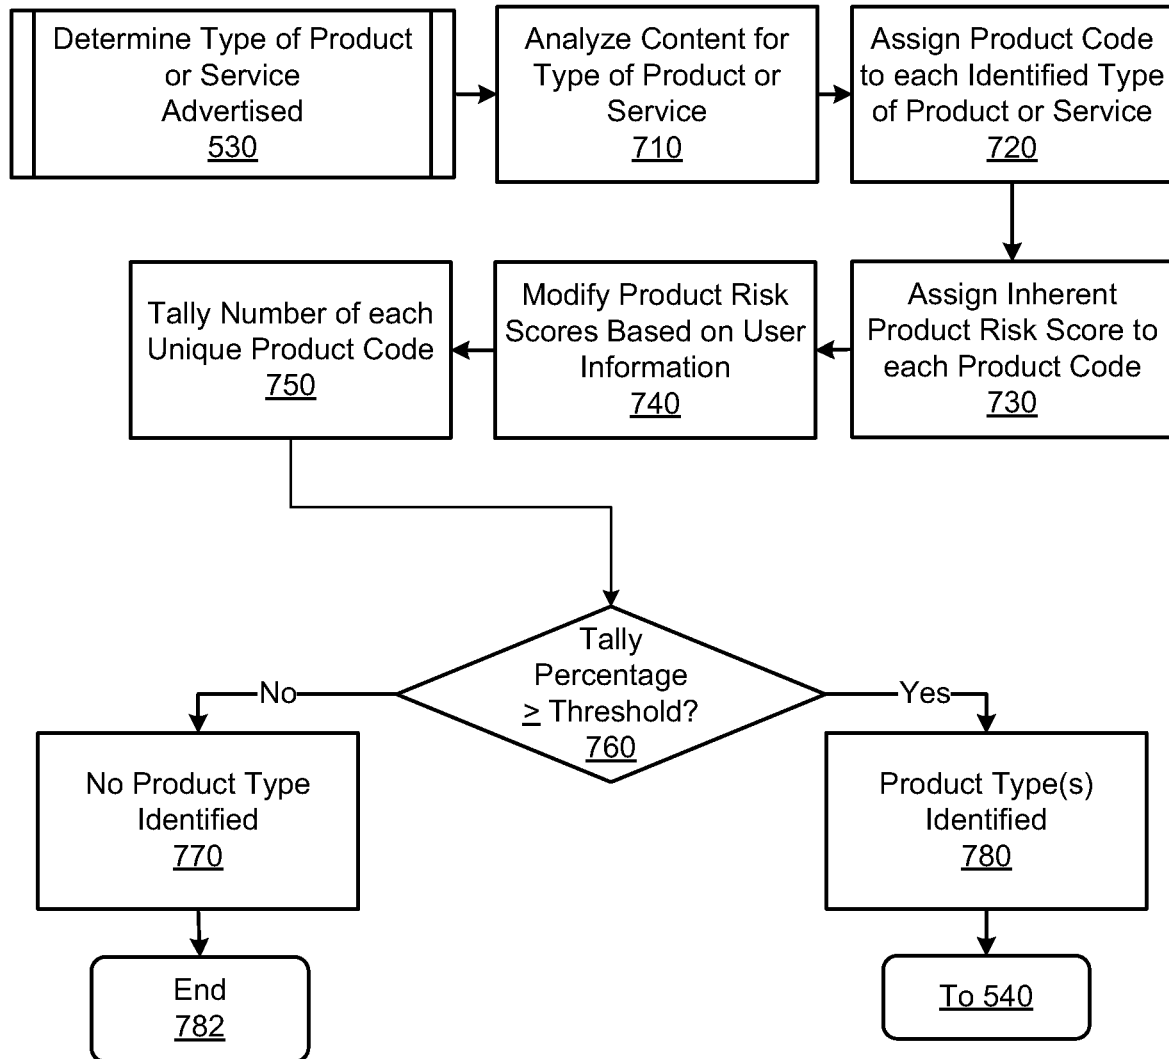 Determine Type of Product
or Service
Advertised
530
Analyze Content for
Type of Product or
Service
710
Assign Product Code
to each Identified Type
of Product or Service
720
Assign Inherent
Product Risk Score to
each Product Code
730
Modify Product Risk
Scores Based on User
Information
740
Tally Number of each
Unique Product Code
750
Tally
Percentage
≥ Threshold?
760
No
Yes
No Product Type
Identified
770
Product Type(s)
Identified
780
End
782
To 540